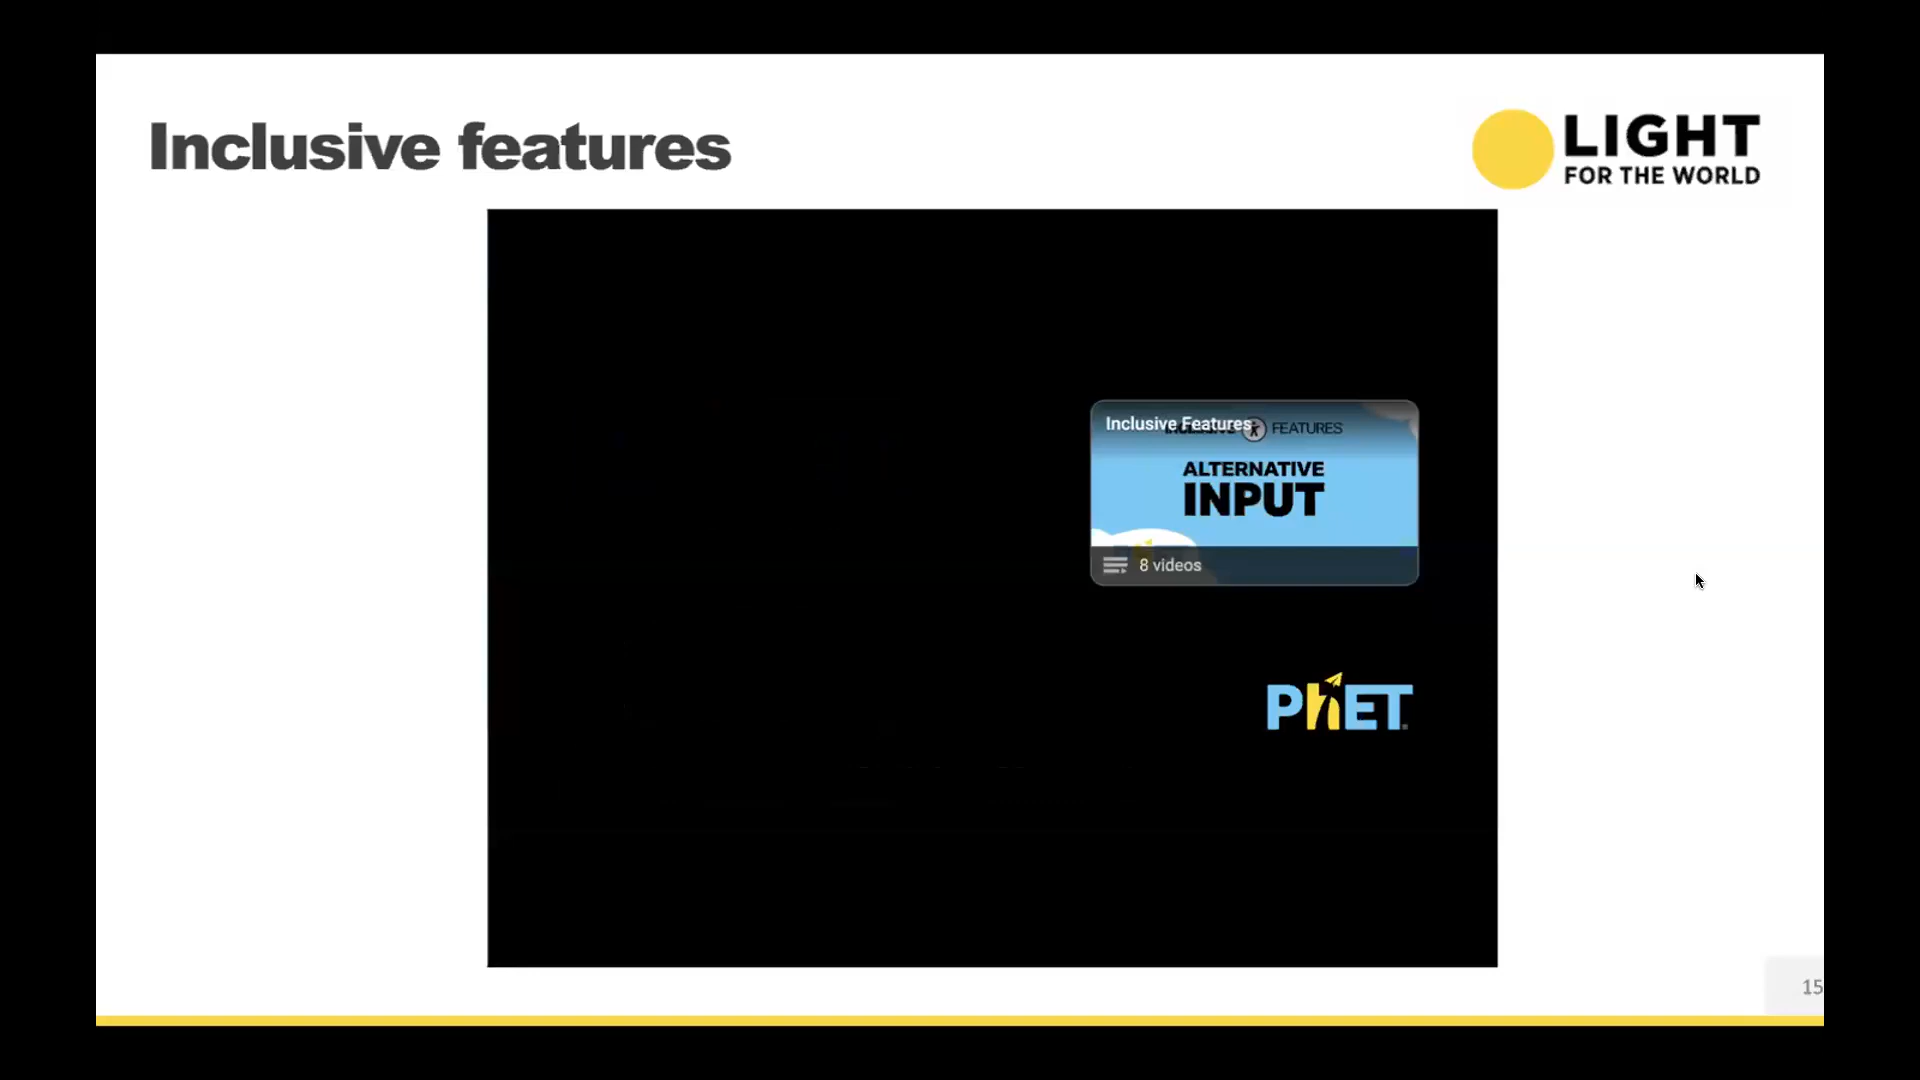 Inclusive features
LIGHT
FOR THE WORLD
Inclusive Features
FEATURES
ALTERNATIVE
INPUT
8 videos
PhET
15